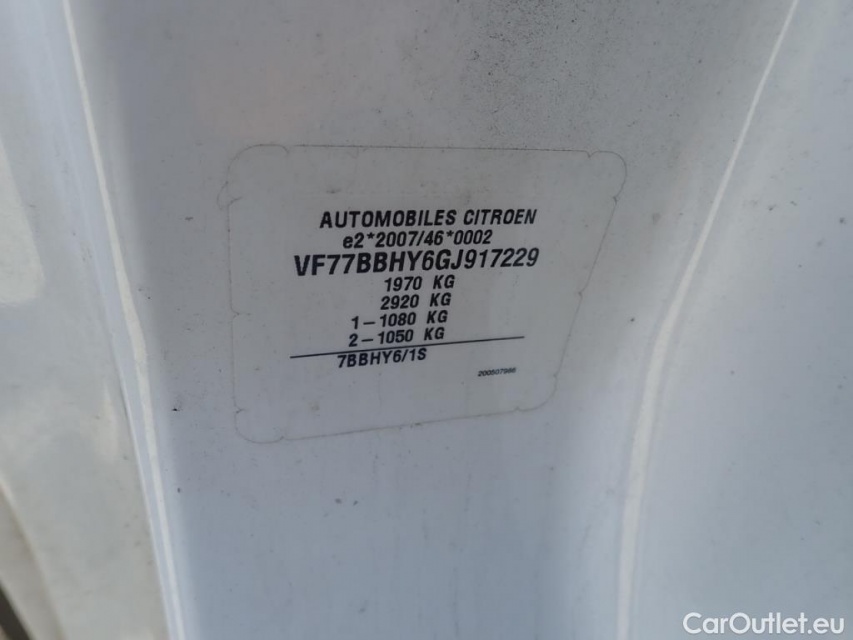 AUTOMOBILES CITROEN
e2*2007/46*0002
VF77BBHY6GJ917229
1970 KG
2920 KG
1-1080 KG
2-1050 KG
7BBHY6/1S
CarOutlet.eu